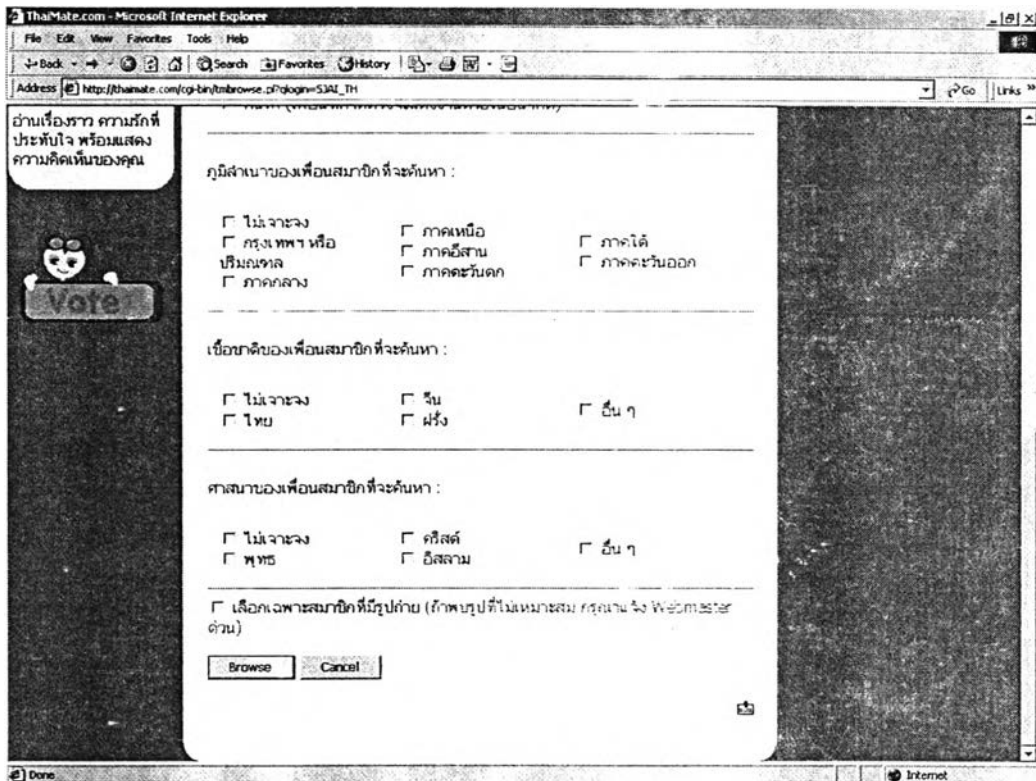 ThaiMate.com - Microsoft Internet Explorer
File Edit View Favorites Tools Help
Back Search Favorites History
Address http://thaimate.com/cgi-bin/tmbrowse.pl?qlogin=SJAI_TH Go Links »
อ่านเรื่องราว ความรักที่
ประทับใจ พร้อมแสดง
ความคิดเห็นของคุณ
Vote
ภูมิลำเนาของเพื่อนสมาชิกที่จะค้นหา :
ไม่เจาะจง
กรุงเทพฯ หรือ
ปริมณฑล
ภาคกลาง
ภาคเหนือ
ภาคอีสาน
ภาคตะวันตก
ภาคใต้
ภาคตะวันออก
เชื้อชาติของเพื่อนสมาชิกที่จะค้นหา :
ไม่เจาะจง
ไทย
จีน
ฝรั่ง
อื่น ๆ
ศาสนาของเพื่อนสมาชิกที่จะค้นหา :
ไม่เจาะจง
พุทธ
คริสต์
อิสลาม
อื่น ๆ
เลือกเฉพาะสมาชิกที่มีรูปถ่าย (ถ้าพบรูปที่ไม่เหมาะสม กรุณาแจ้ง Webmaster
ด่วน)
Browse Cancel
Done Internet